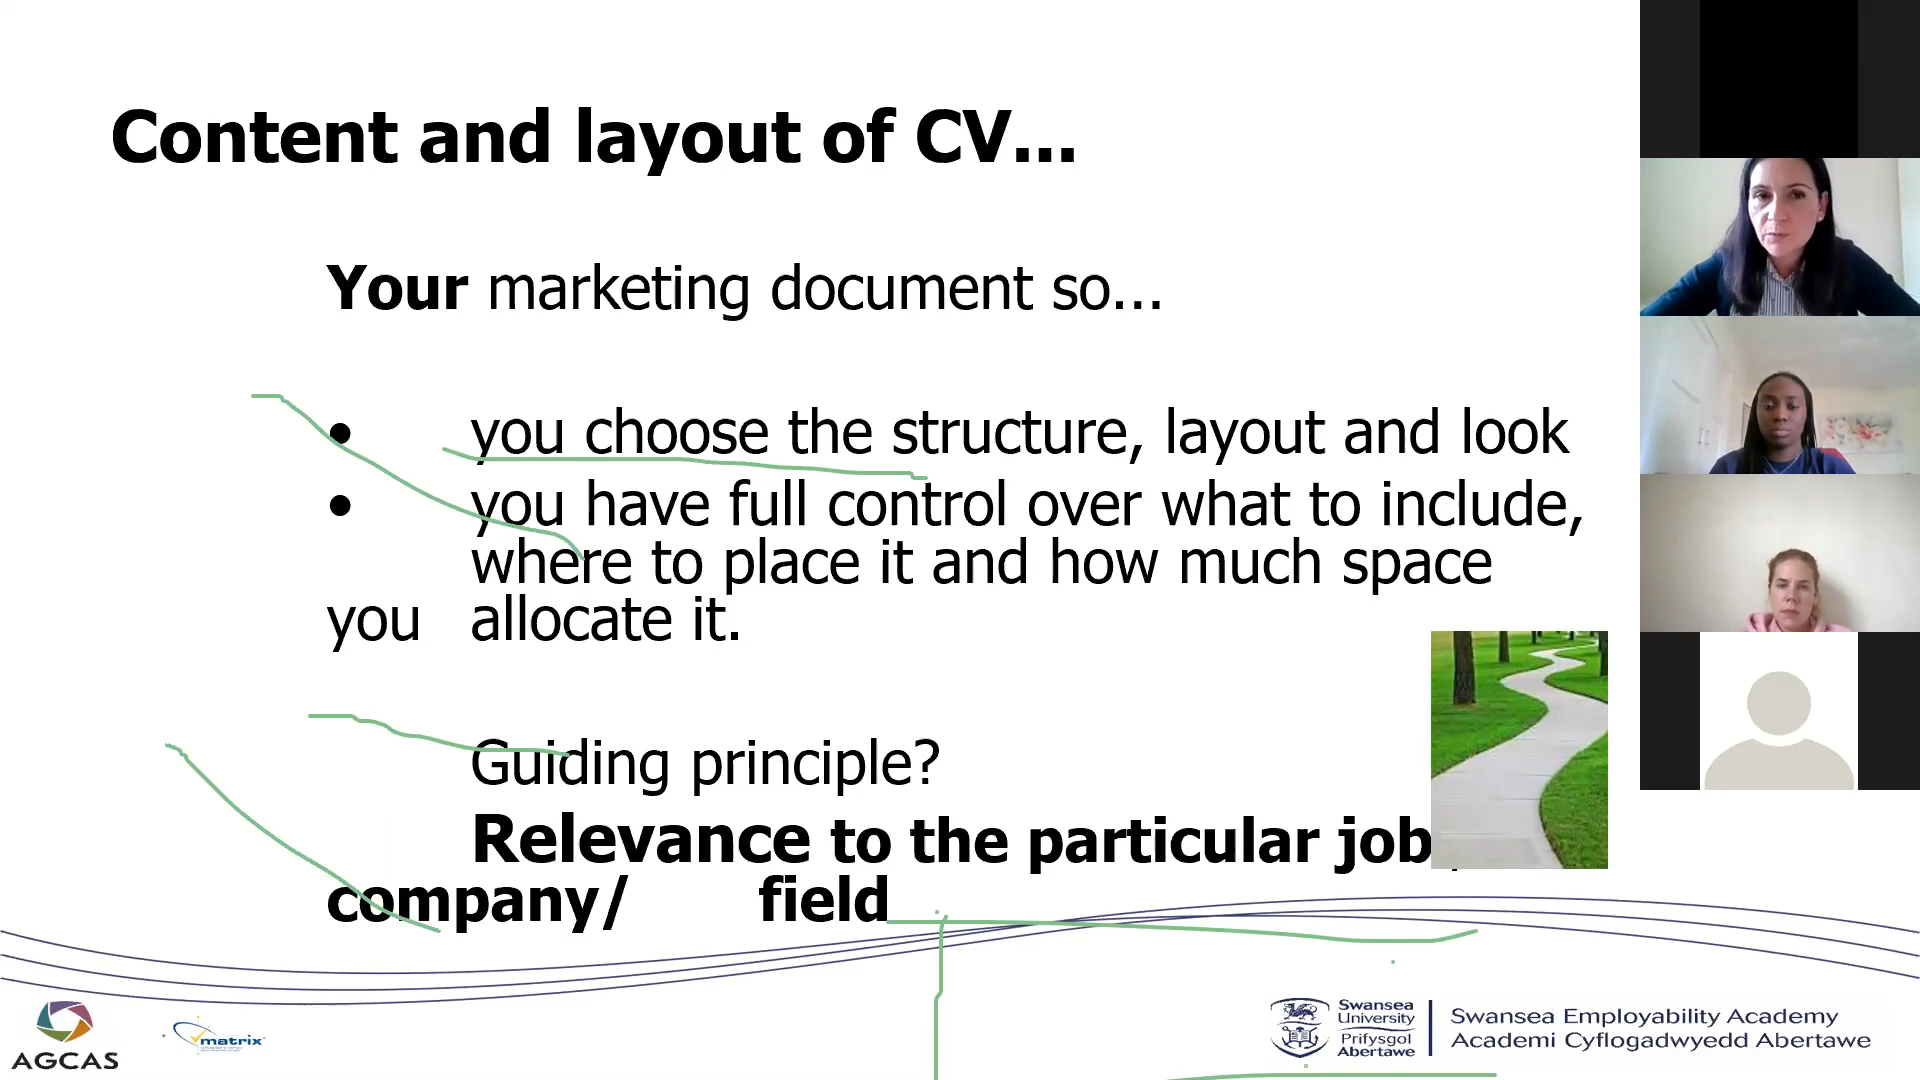 Content and layout of CV...
Your marketing document so...
• you choose the structure, layout and look
• you have full control over what to include,
where to place it and how much space
you allocate it.
Guiding principle?
Relevance to the particular job
company/ field
AGCAS
matrix
Swansea
University
Prifysgol
Abertawe
Swansea Employability Academy
Academi Cyflogadwyedd Abertawe